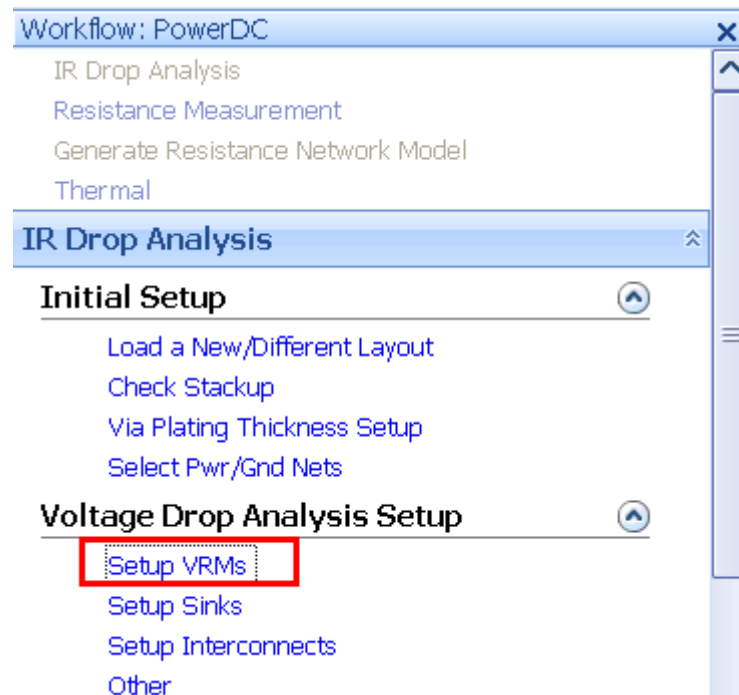 Workflow: PowerDC
IR Drop Analysis
Resistance Measurement
Generate Resistance Network Model
Thermal
IR Drop Analysis
Initial Setup
Load a New/Different Layout
Check Stackup
Via Plating Thickness Setup
Select Pwr/Gnd Nets
Voltage Drop Analysis Setup
Setup VRMs
Setup Sinks
Setup Interconnects
Other